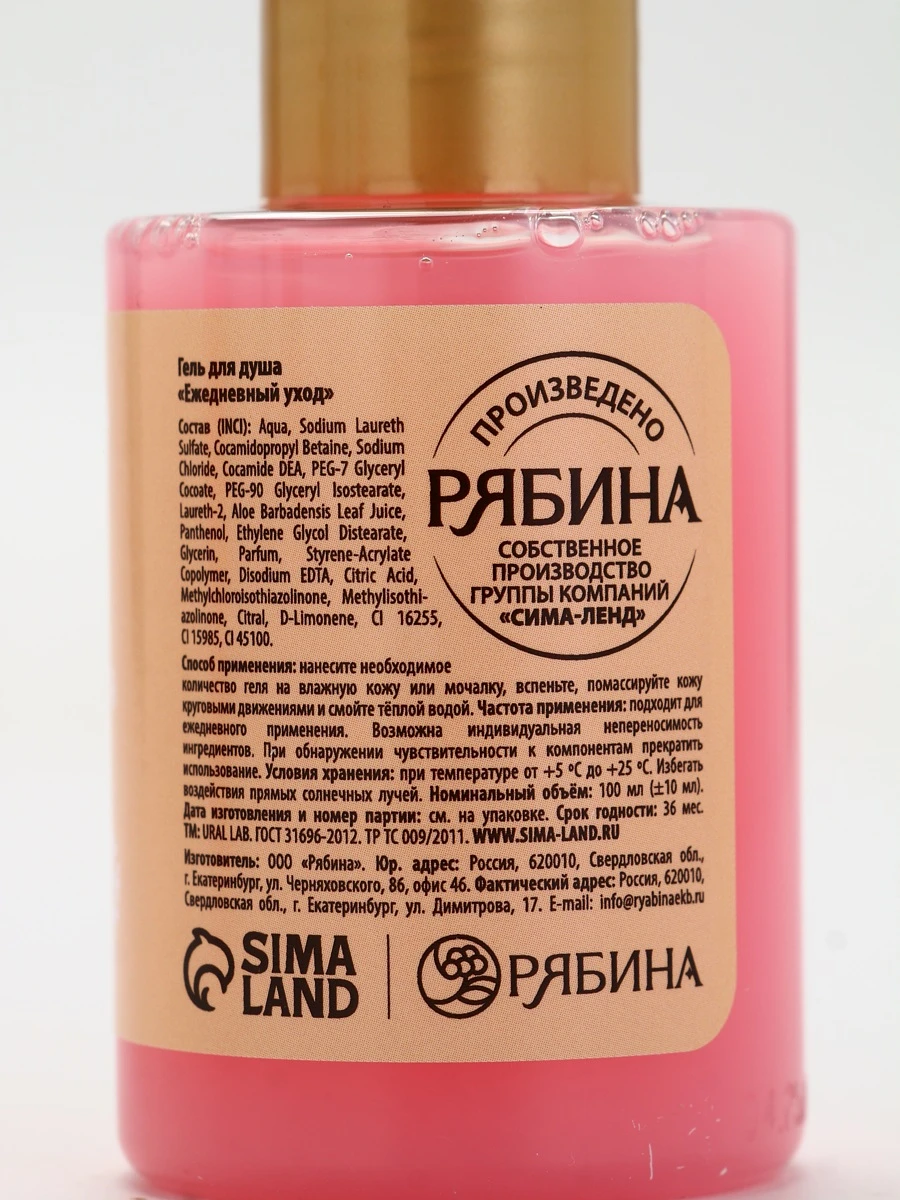 Гель для душа
«Ежедневный уход»
Состав (INCI): Aqua, Sodium Laureth
Sulfate, Cocamidopropyl Betaine, Sodium
Chloride, Cocamide DEA, PEG-7 Glyceryl
Cocoate, PEG-90 Glyceryl Isostearate,
Laureth-2, Aloe Barbadensis Leaf Juice,
Panthenol, Ethylene Glycol Distearate,
Glycerin, Parfum, Styrene-Acrylate
Copolymer, Disodium EDTA, Citric Acid,
Methylchloroisothiazolinone, Methylisothi-
azolinone, Citral, D-Limonene, CI 16255,
CI 15985, CI 45100.
ПРОИЗВЕДЕНО
РЯБИНА
СОБСТВЕННОЕ
ПРОИЗВОДСТВО
ГРУППЫ КОМПАНИЙ
«СИМА-ЛЕНД»
Способ применения: нанесите необходимое
количество геля на влажную кожу или мочалку, вспеньте, помассируйте кожу
круговыми движениями и смойте тёплой водой. Частота применения: подходит для
ежедневного применения. Возможна индивидуальная непереносимость
ингредиентов. При обнаружении чувствительности к компонентам прекратить
использование. Условия хранения: при температуре от +5 °С до +25 °С. Избегать
воздействия прямых солнечных лучей. Номинальный объём: 100 мл (±10 мл).
Дата изготовления и номер партии: см. на упаковке. Срок годности: 36 мес.
ТМ: URAL LAB. ГОСТ 31696-2012. ТР ТС 009/2011. WWW.SIMA-LAND.RU
Изготовитель: ООО «Рябина». Юр. адрес: Россия, 620010, Свердловская обл.,
г. Екатеринбург, ул. Черняховского, 86, офис 46. Фактический адрес: Россия, 620010,
Свердловская обл., г. Екатеринбург, ул. Димитрова, 17. E-mail: info@ryabinaekb.ru
SIMA
LAND
РЯБИНА